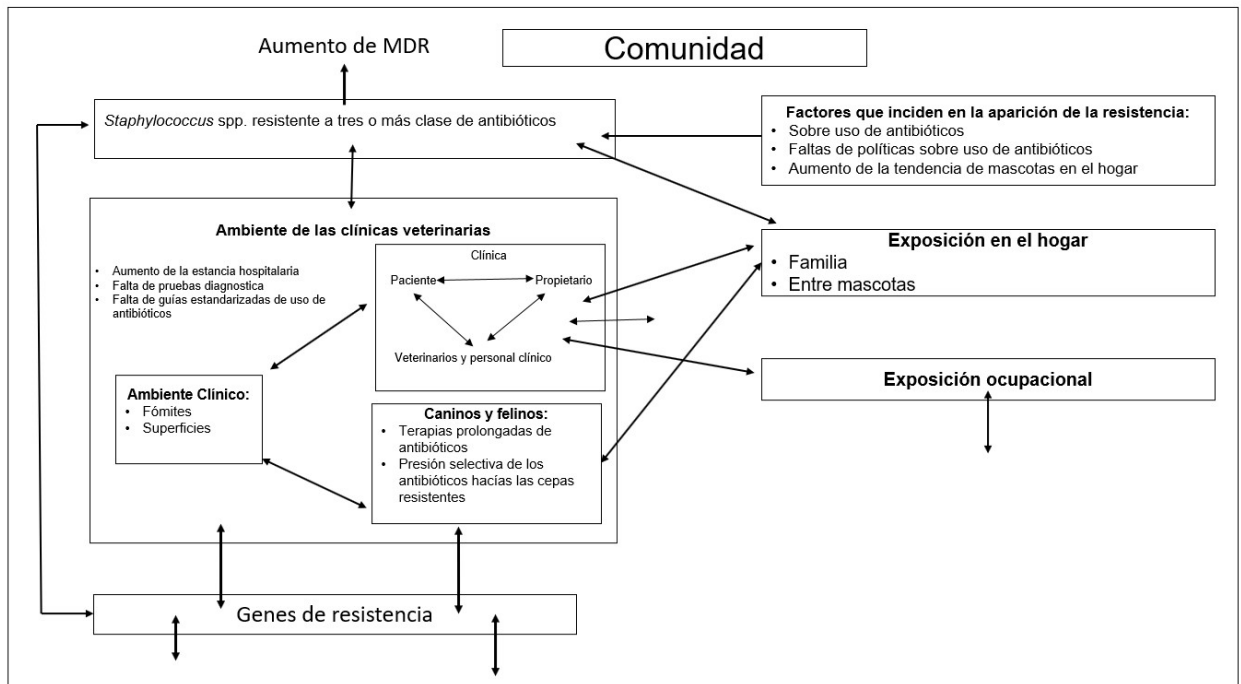 Aumento de MDR
Comunidad
Staphylococcus spp. resistente a tres o más clase de antibióticos
Factores que inciden en la aparición de la resistencia:
• Sobre uso de antibióticos
• Faltas de políticas sobre uso de antibióticos
• Aumento de la tendencia de mascotas en el hogar
Ambiente de las clínicas veterinarias
• Aumento de la estancia hospitalaria
• Falta de pruebas diagnostica
• Falta de guías estandarizadas de uso de
antibióticos
Clínica
Paciente
Propietario
Veterinarios y personal clínico
Exposición en el hogar
• Familia
• Entre mascotas
Exposición ocupacional
Ambiente Clínico:
• Fómites
• Superficies
Caninos y felinos:
• Terapias prolongadas de
antibióticos
• Presión selectiva de los
antibióticos hacías las cepas
resistentes
Genes de resistencia